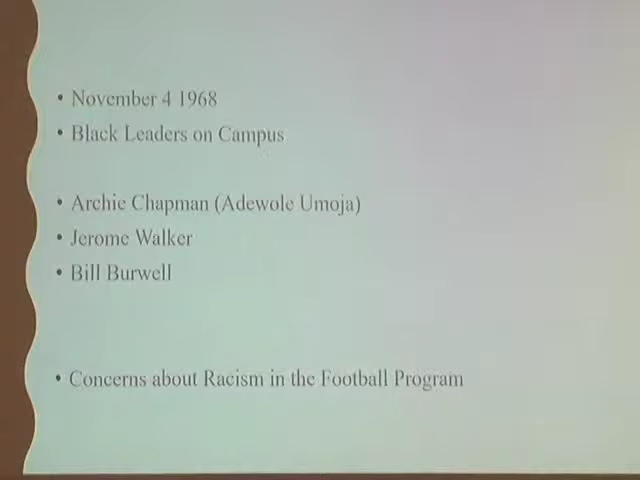 • November 4 1968
• Black Leaders on Campus
• Archie Chapman (Adewole Umoja)
• Jerome Walker
• Bill Burwell
• Concerns about Racism in the Football Program